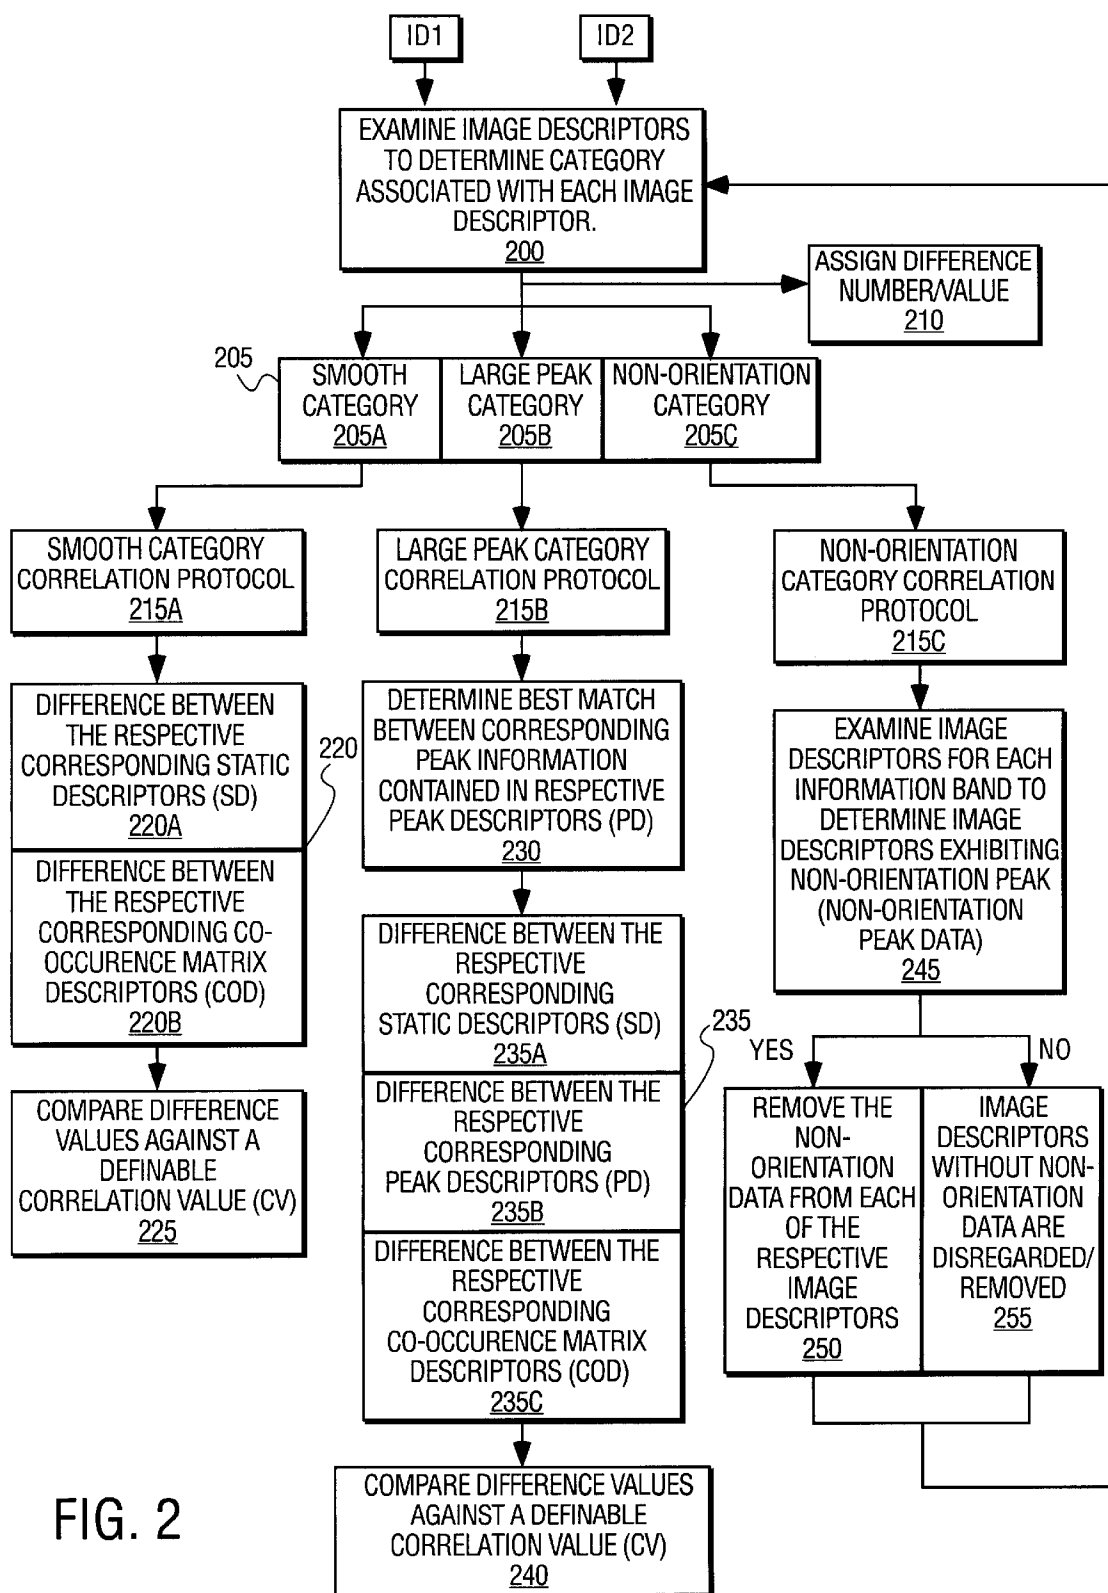 ID1
ID2
EXAMINE IMAGE DESCRIPTORS
TO DETERMINE CATEGORY
ASSOCIATED WITH EACH IMAGE
DESCRIPTOR.
200
ASSIGN DIFFERENCE
NUMBER/VALUE
210
205
SMOOTH
CATEGORY
205A
LARGE PEAK
CATEGORY
205B
NON-ORIENTATION
CATEGORY
205C
SMOOTH CATEGORY
CORRELATION PROTOCOL
215A
DIFFERENCE BETWEEN
THE RESPECTIVE
CORRESPONDING STATIC
DESCRIPTORS (SD)
220A
220
DIFFERENCE BETWEEN
THE RESPECTIVE
CORRESPONDING CO-
OCCURENCE MATRIX
DESCRIPTORS (COD)
220B
COMPARE DIFFERENCE
VALUES AGAINST A
DEFINABLE
CORRELATION VALUE (CV)
225
LARGE PEAK CATEGORY
CORRELATION PROTOCOL
215B
DETERMINE BEST MATCH
BETWEEN CORRESPONDING
PEAK INFORMATION
CONTAINED IN RESPECTIVE
PEAK DESCRIPTORS (PD)
230
DIFFERENCE BETWEEN THE
RESPECTIVE
CORRESPONDING
STATIC DESCRIPTORS (SD)
235A
235
DIFFERENCE BETWEEN THE
RESPECTIVE
CORRESPONDING
PEAK DESCRIPTORS (PD)
235B
DIFFERENCE BETWEEN THE
RESPECTIVE
CORRESPONDING
CO-OCCURENCE MATRIX
DESCRIPTORS (COD)
235C
COMPARE DIFFERENCE VALUES
AGAINST A DEFINABLE
CORRELATION VALUE (CV)
240
NON-ORIENTATION
CATEGORY CORRELATION
PROTOCOL
215C
EXAMINE IMAGE
DESCRIPTORS FOR EACH
INFORMATION BAND TO
DETERMINE IMAGE
DESCRIPTORS EXHIBITING
NON-ORIENTATION PEAK
(NON-ORIENTATION
PEAK DATA)
245
YES
NO
REMOVE THE
NON-
ORIENTATION
DATA FROM EACH
OF THE
RESPECTIVE
IMAGE
DESCRIPTORS
250
IMAGE
DESCRIPTORS
WITHOUT NON-
ORIENTATION
DATA ARE
DISREGARDED/
REMOVED
255
FIG. 2